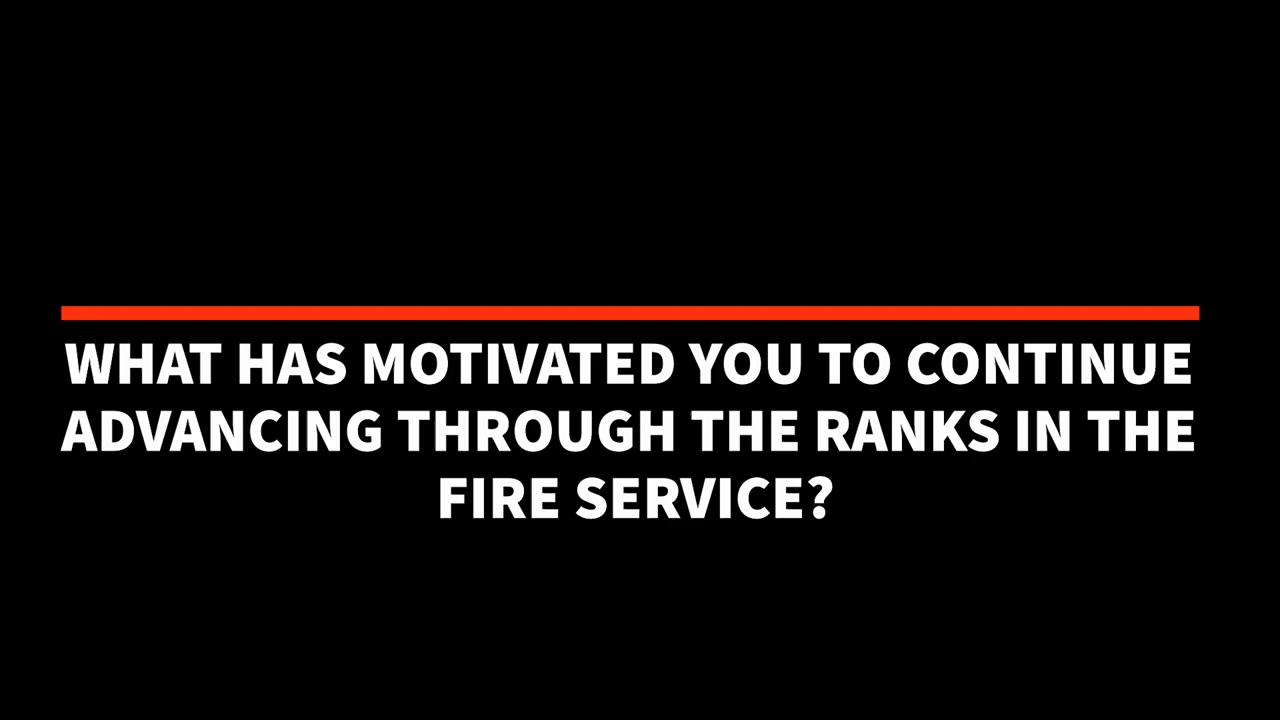 WHAT HAS MOTIVATED YOU TO CONTINUE
ADVANCING THROUGH THE RANKS IN THE
FIRE SERVICE?